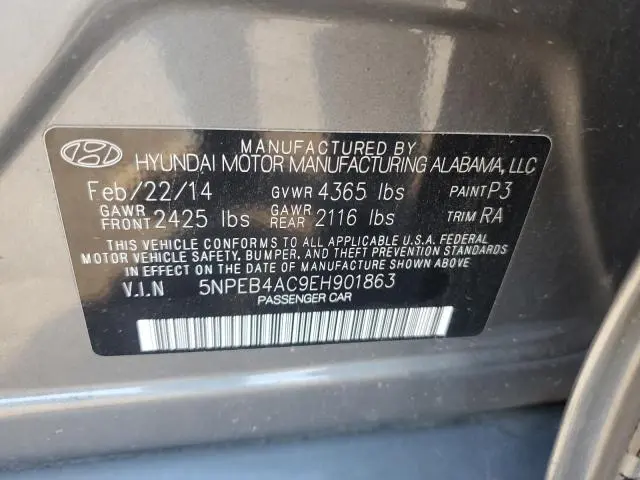 MANUFACTURED BY
HYUNDAI MOTOR MANUFACTURING ALABAMA, LLC
Feb/22/14 GVWR 4365 lbs PAINT P3
GAWR FRONT 2425 lbs GAWR REAR 2116 lbs TRIM RA
THIS VEHICLE CONFORMS TO ALL APPLICABLE U.S.A. FEDERAL
MOTOR VEHICLE SAFETY, BUMPER, AND THEFT PREVENTION
STANDARDS IN EFFECT ON THE DATE OF MANUFACTURE SHOWN ABOVE.
V.I.N 5NPEB4AC9EH901863
PASSENGER CAR